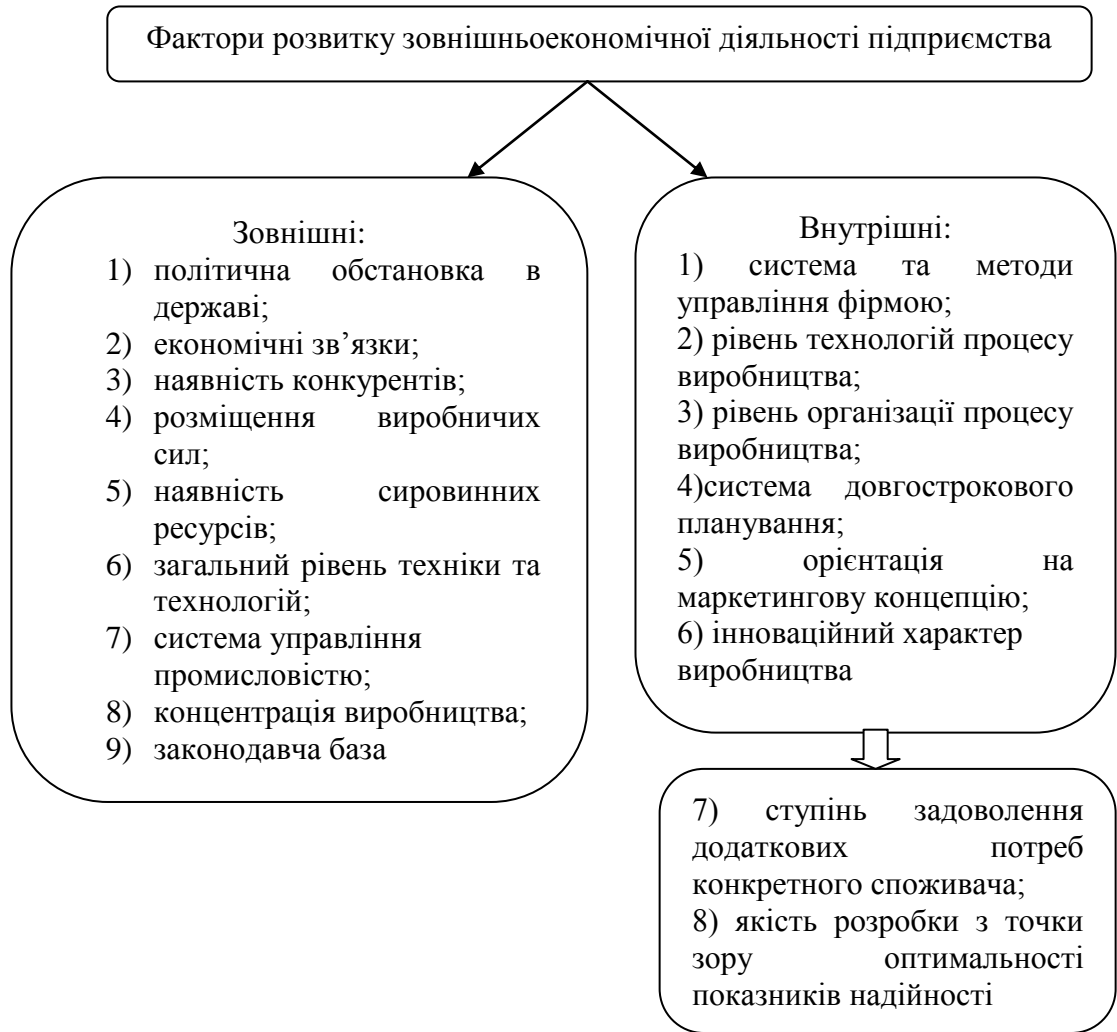 Фактори розвитку зовнішньоекономічної діяльності підприємства
Зовнішні:
1) політична обстановка в
державі;
2) економічні зв’язки;
3) наявність конкурентів;
4) розміщення виробничих
сил;
5) наявність сировинних
ресурсів;
6) загальний рівень техніки та
технологій;
7) система управління
промисловістю;
8) концентрація виробництва;
9) законодавча база
Внутрішні:
1) система та методи
управління фірмою;
2) рівень технологій процесу
виробництва;
3) рівень організації процесу
виробництва;
4)система довгострокового
планування;
5) орієнтація на
маркетингову концепцію;
6) інноваційний характер
виробництва
7) ступінь задоволення
додаткових потреб
конкретного споживача;
8) якість розробки з точки
зору оптимальності
показників надійності